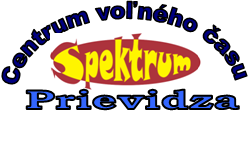 Centrum voľného času
Spektrum
Prievidza